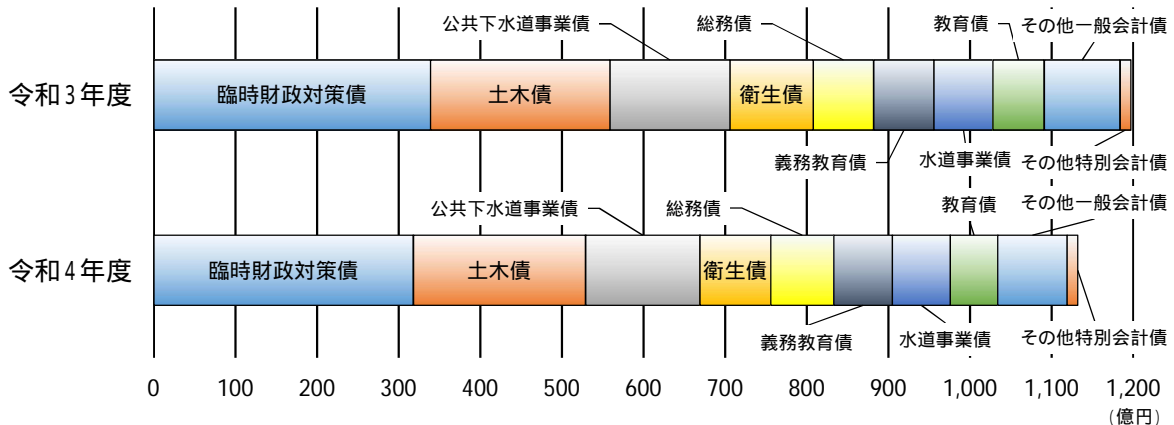 公共下水道事業債
総務債
教育債
その他一般会計債
令和3年度
臨時財政対策債
土木債
衛生債
義務教育債
水道事業債
その他特別会計債
公共下水道事業債
総務債
教育債
その他一般会計債
令和4年度
臨時財政対策債
土木債
衛生債
義務教育債
水道事業債
その他特別会計債
0 100 200 300 400 500 600 700 800 900 1,000 1,100 1,200
(億円)